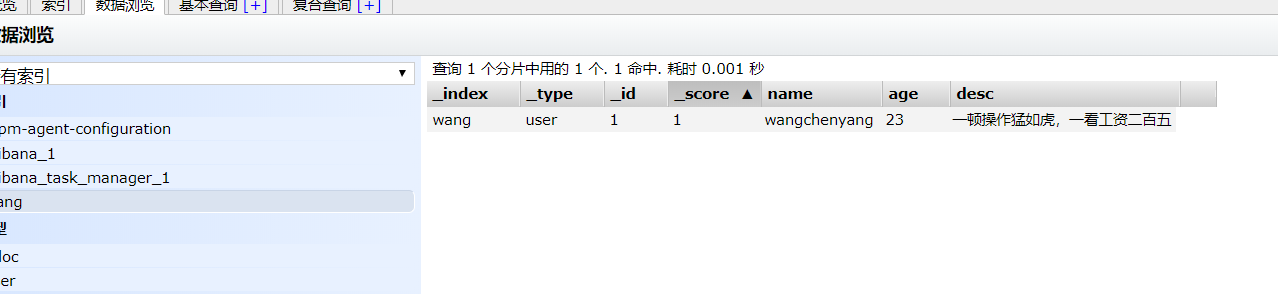 览 索引 数据浏览 基本查询 [+] 复合查询 [+]
据浏览
有索引 ▼
引
pm-agent-configuration
ibana_1
ibana_task_manager_1
ang
型
loc
er
查询 1 个分片中用的 1 个. 1 命中. 耗时 0.001 秒
_index _type _id _score ▲ name age desc
wang user 1 1 wangchenyang 23 一顿操作猛如虎，一看工资二百五